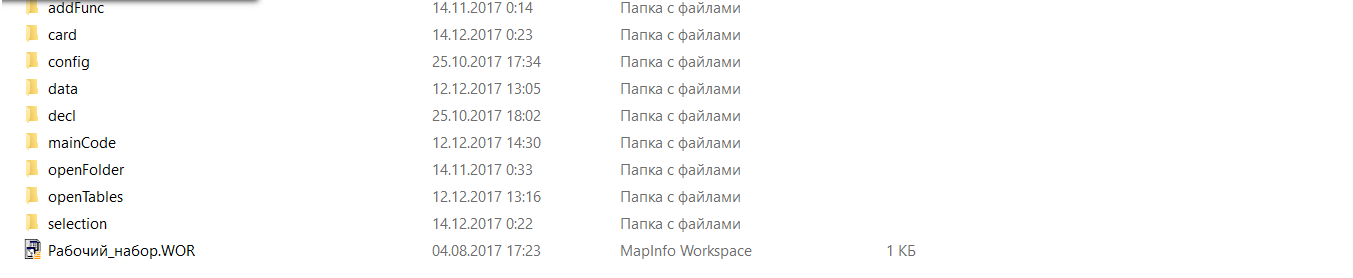 addFunc 14.11.2017 0:14 Папка с файлами
card 14.12.2017 0:23 Папка с файлами
config 25.10.2017 17:34 Папка с файлами
data 12.12.2017 13:05 Папка с файлами
decl 25.10.2017 18:02 Папка с файлами
mainCode 12.12.2017 14:30 Папка с файлами
openFolder 14.11.2017 0:33 Папка с файлами
openTables 12.12.2017 13:16 Папка с файлами
selection 14.12.2017 0:22 Папка с файлами
Рабочий_набор.WOR 04.08.2017 17:23 MapInfo Workspace 1 КБ